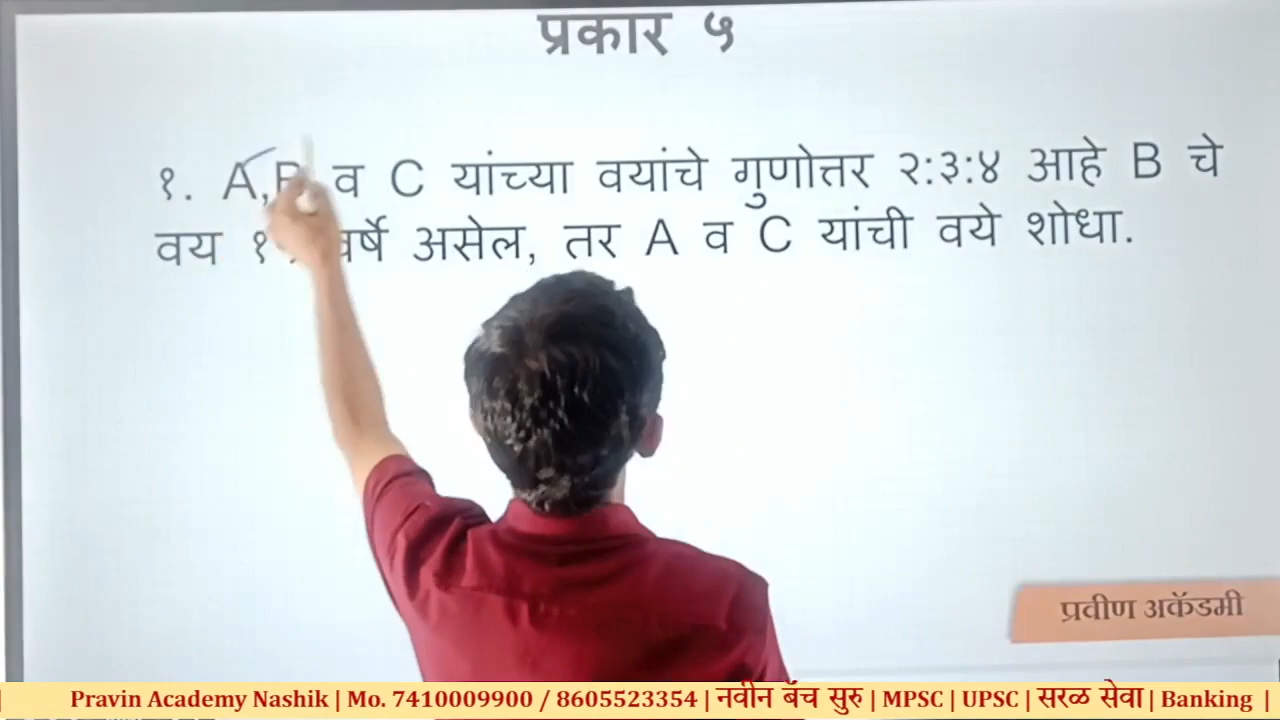 प्रकार ५
१. A, व C यांच्या वयांचे गुणोत्तर २:३:४ आहे B चे
वय वर्षे असेल, तर A व C यांची वये शोधा.
प्रवीण अकॅडमी
Pravin Academy Nashik | Mo. 7410009900 / 8605523354 | नवीन बॅच सुरु | MPSC | UPSC | सरळ सेवा | Banking |